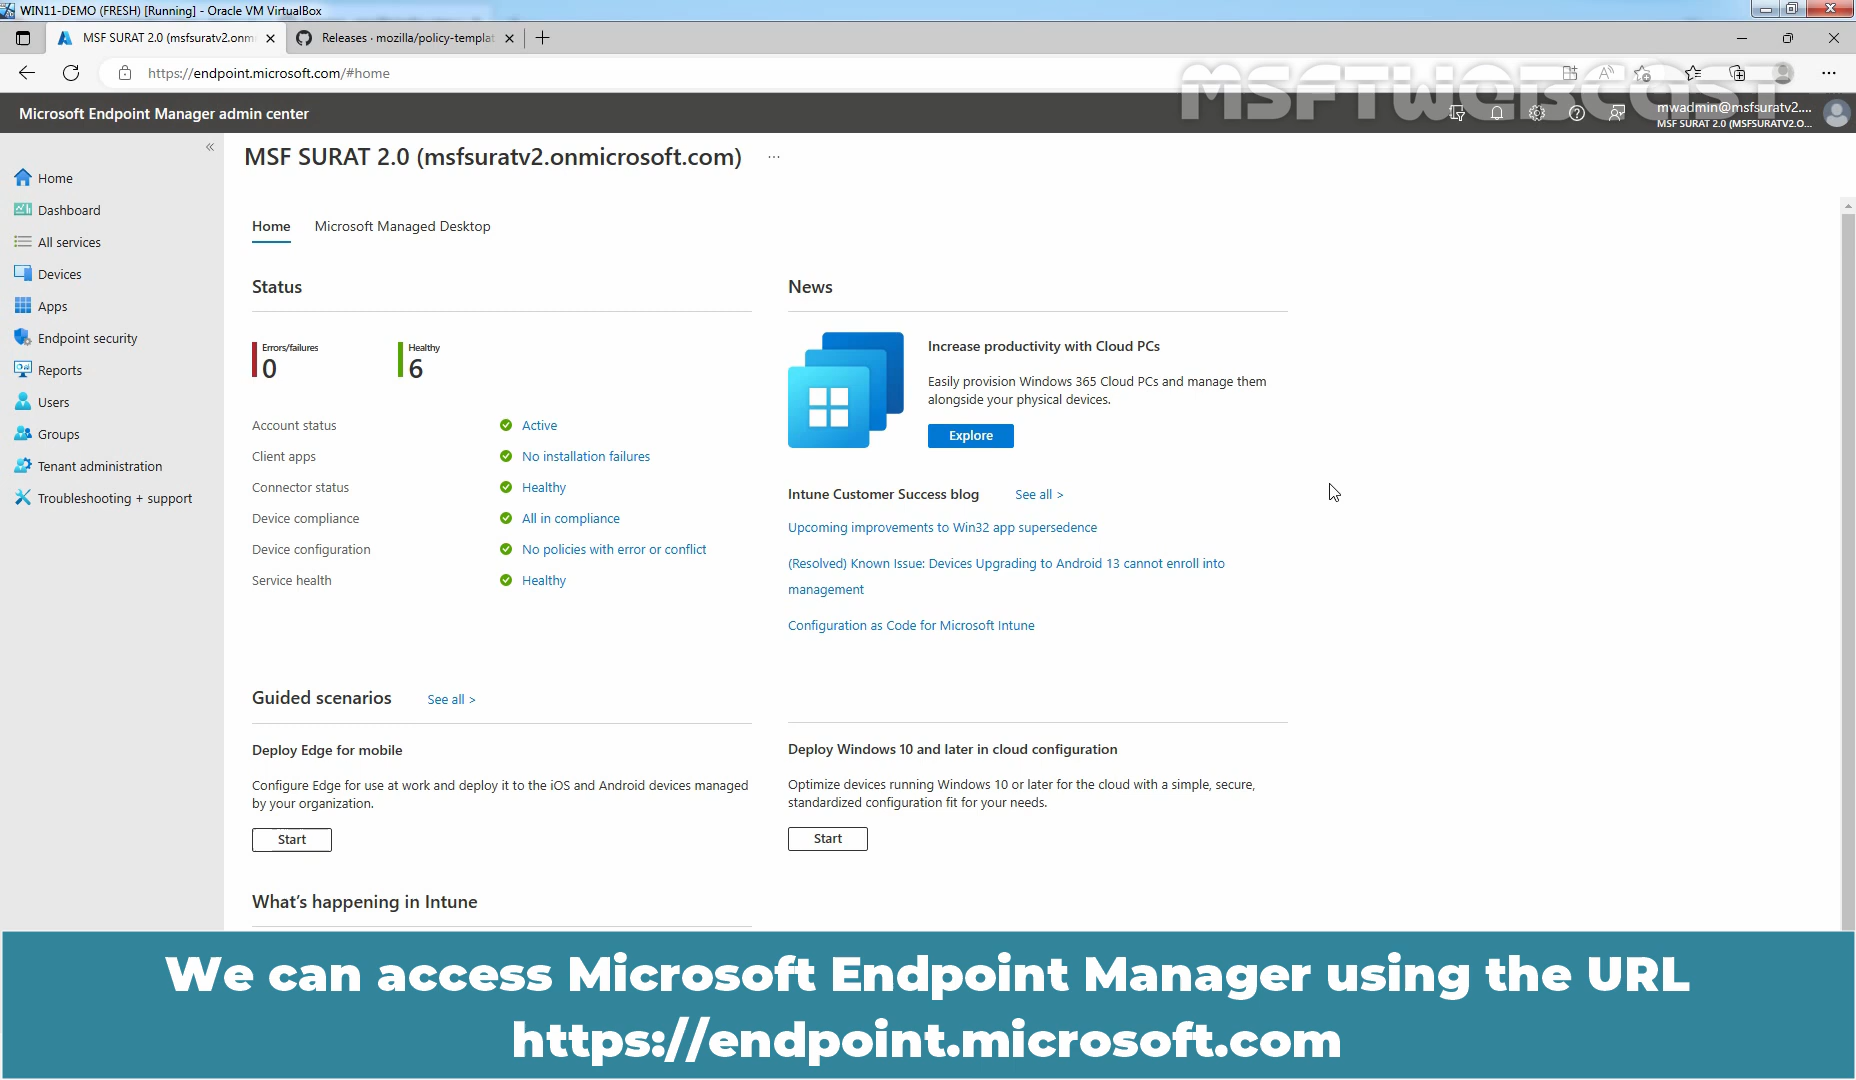 WIN11-DEMO (FRESH) [Running] - Oracle VM VirtualBox
MSF SURAT 2.0 (msfsuratv2.onm
Releases · mozilla/policy-templat
https://endpoint.microsoft.com/#home
MSFTWEBCAST
Microsoft Endpoint Manager admin center
mwadmin@msfsuratv2....
MSF SURAT 2.0 (MSFSURATV2.O...
MSF SURAT 2.0 (msfsuratv2.onmicrosoft.com)
...
Home
Dashboard
All services
Devices
Apps
Endpoint security
Reports
Users
Groups
Tenant administration
Troubleshooting + support
Home
Microsoft Managed Desktop
Status
Errors/failures
0
Healthy
6
Account status
Active
Client apps
No installation failures
Connector status
Healthy
Device compliance
All in compliance
Device configuration
No policies with error or conflict
Service health
Healthy
News
Increase productivity with Cloud PCs
Easily provision Windows 365 Cloud PCs and manage them
alongside your physical devices.
Explore
Intune Customer Success blog
See all >
Upcoming improvements to Win32 app supersedence
(Resolved) Known Issue: Devices Upgrading to Android 13 cannot enroll into
management
Configuration as Code for Microsoft Intune
Guided scenarios
See all >
Deploy Edge for mobile
Configure Edge for use at work and deploy it to the iOS and Android devices managed
by your organization.
Start
Deploy Windows 10 and later in cloud configuration
Optimize devices running Windows 10 or later for the cloud with a simple, secure,
standardized configuration fit for your needs.
Start
What's happening in Intune
We can access Microsoft Endpoint Manager using the URL
https://endpoint.microsoft.com